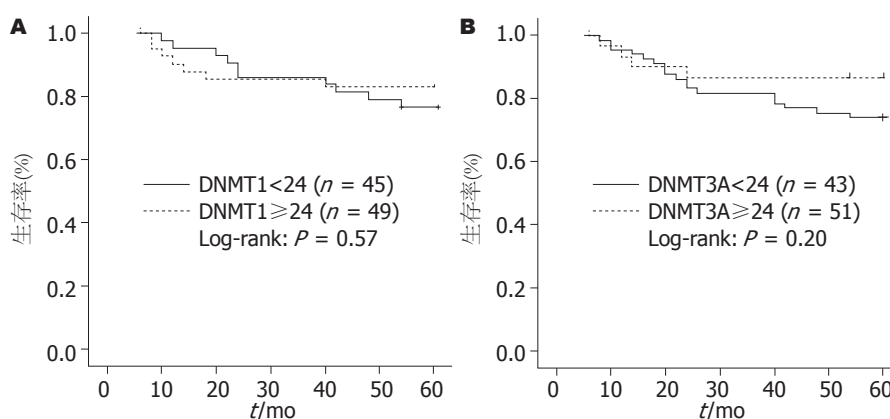 A
1.0
0.8
0.6
0.4
0.2
0.0
生存率(%)
DNMT1<24 (n = 45)
DNMT1≥24 (n = 49)
Log-rank: P = 0.57
0 10 20 30 40 50 60
t/mo
B
1.0
0.8
0.6
0.4
0.2
0.0
生存率(%)
DNMT3A<24 (n = 43)
DNMT3A≥24 (n = 51)
Log-rank: P = 0.20
0 10 20 30 40 50 60
t/mo